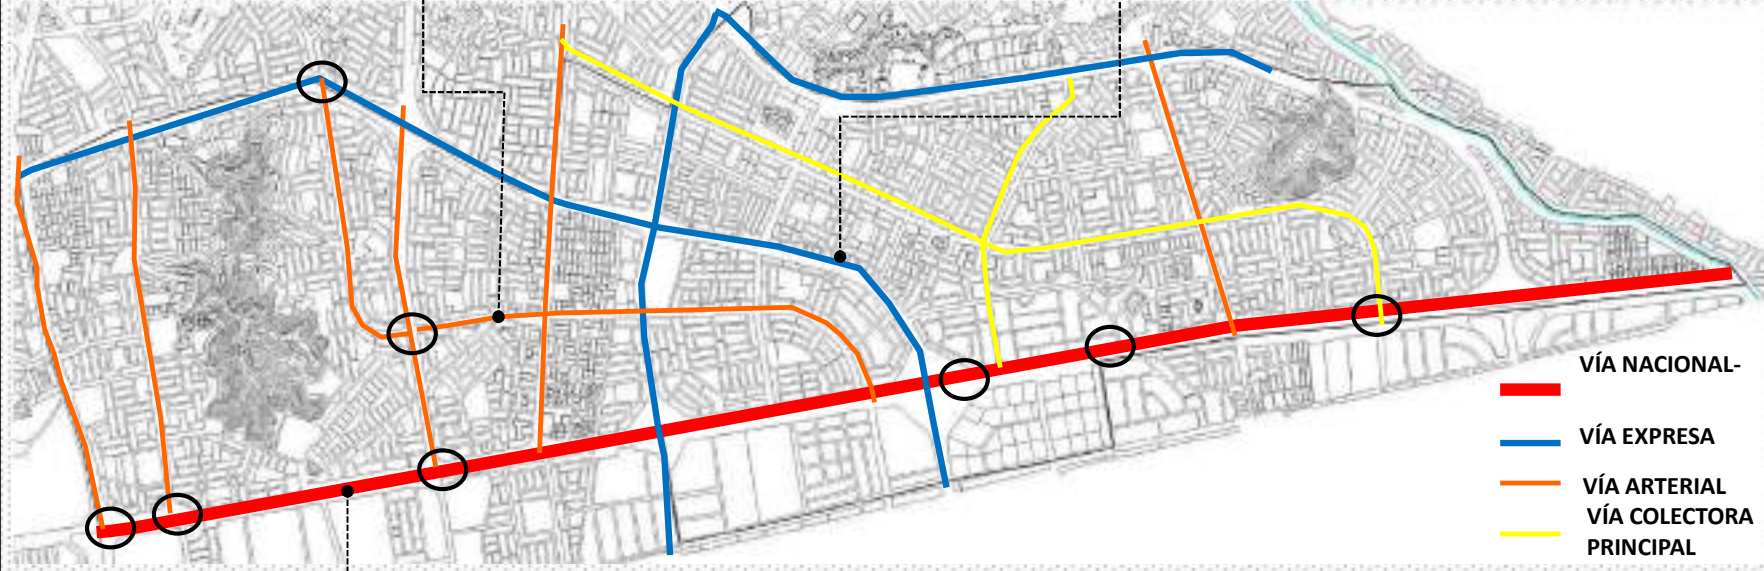 VÍA NACIONAL-
VÍA EXPRESA
VÍA ARTERIAL
VÍA COLECTORA
PRINCIPAL